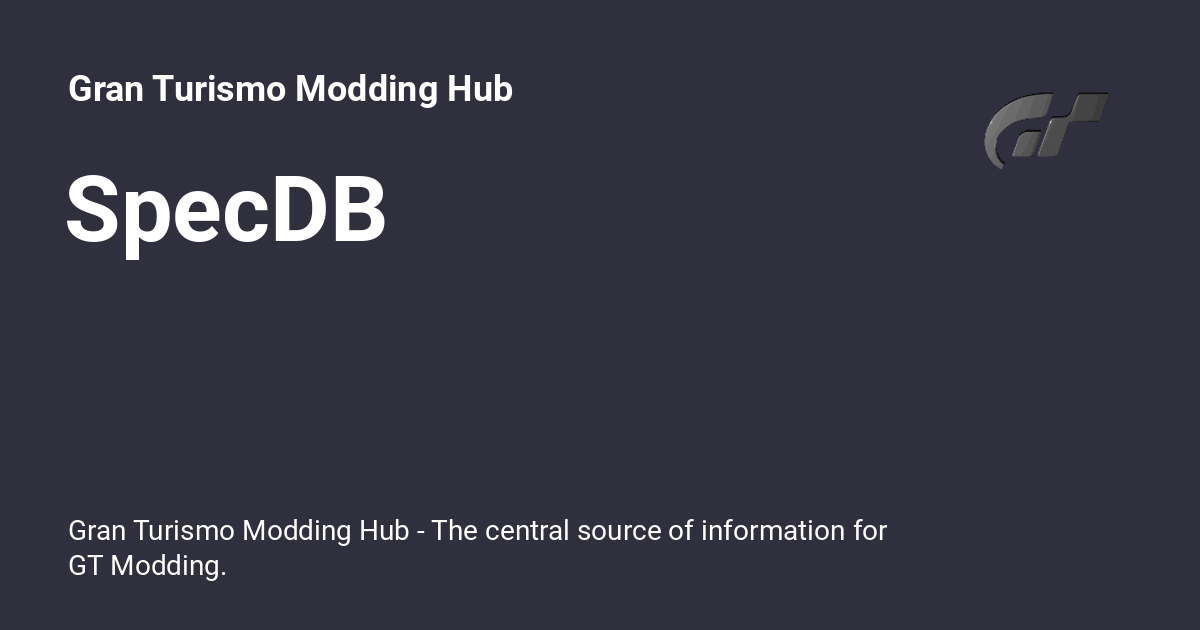 Gran Turismo Modding Hub
SpecDB
Gran Turismo Modding Hub - The central source of information for
GT Modding.